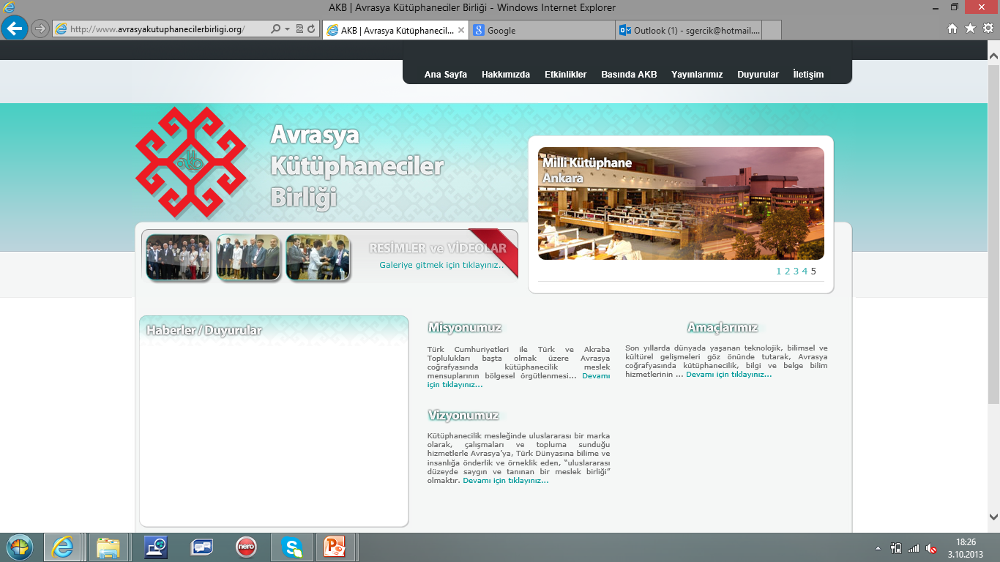 AKB | Avrasya Kütüphaneciler Birliği - Windows Internet Explorer
http://www.avrasyakutuphanecilerbirligi.org/
AKB | Avrasya Kütüphanecil...
Google
Outlook (1) - sgercik@hotmail....
Ana Sayfa
Hakkımızda
Etkinlikler
Basında AKB
Yayınlarımız
Duyurular
İletişim
Avrasya
Kütüphaneciler
Birliği
akb
Milli Kütüphane
Ankara
1 2 3 4 5
RESİMLER ve VİDEOLAR
Galeriye gitmek için tıklayınız..
Haberler / Duyurular
Misyonumuz
Türk Cumhuriyetleri ile Türk ve Akraba
Toplulukları başta olmak üzere Avrasya
coğrafyasında kütüphanecilik meslek
mensuplarının bölgesel örgütlenmesi... Devamı
için tıklayınız...
Vizyonumuz
Kütüphanecilik mesleğinde uluslararası bir marka
olarak, çalışmaları ve topluma sunduğu
hizmetlerle Avrasya’ya, Türk Dünyasına bilime ve
insanlığa önderlik ve örneklik eden, “uluslararası
düzeyde saygın ve tanınan bir meslek birliği”
olmaktır. Devamı için tıklayınız...
Amaçlarımız
Son yıllarda dünyada yaşanan teknolojik, bilimsel ve
kültürel gelişmeleri göz önünde tutarak, Avrasya
coğrafyasında kütüphanecilik, bilgi ve belge bilim
hizmetlerinin ... Devamı için tıklayınız...
nero
18:26
3.10.2013